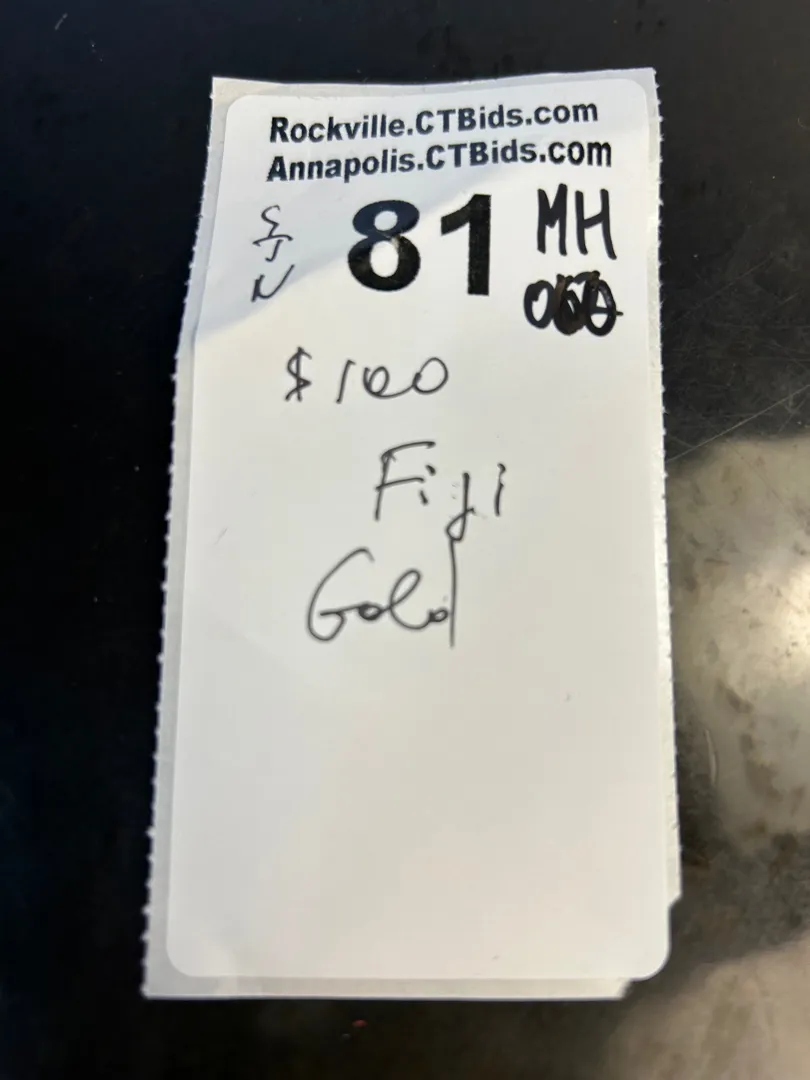 Rockville.CTBids.com
Annapolis.CTBids.com
81 MH
$100
Fiji
Gold